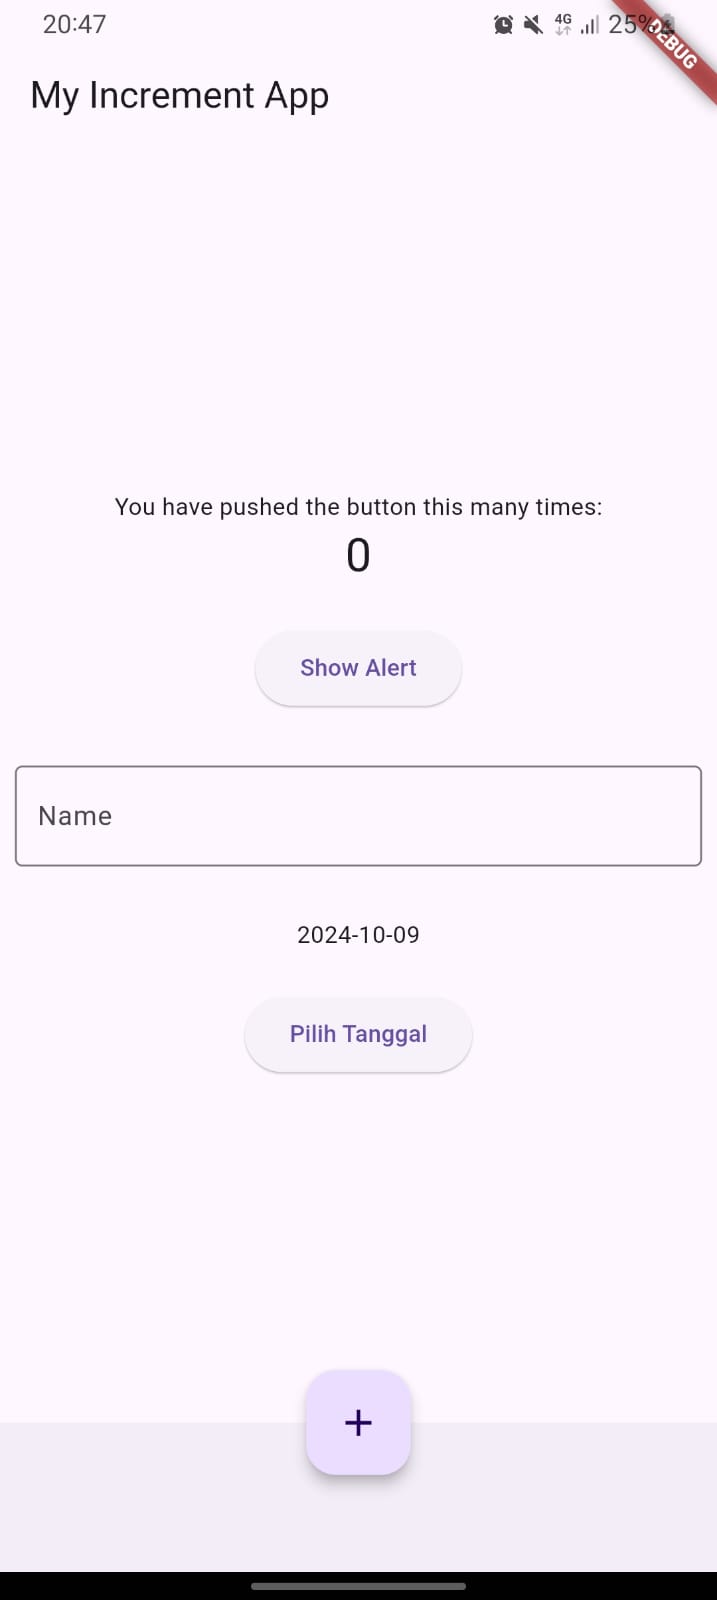 20:47
4G
25%
DEBUG
My Increment App
You have pushed the button this many times:
0
Show Alert
Name
2024-10-09
Pilih Tanggal
+